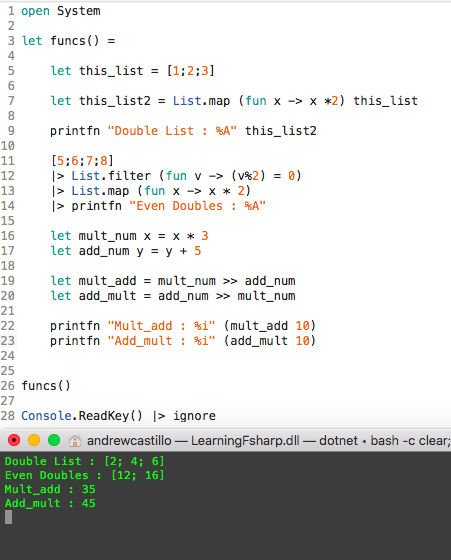 1 open System
2
3 let funcs() =
4
5     let this_list = [1;2;3]
6
7     let this_list2 = List.map (fun x -> x *2) this_list
8
9     printfn "Double List : %A" this_list2
10
11     [5;6;7;8]
12     |> List.filter (fun v -> (v%2) = 0)
13     |> List.map (fun x -> x * 2)
14     |> printfn "Even Doubles : %A"
15
16     let mult_num x = x * 3
17     let add_num y = y + 5
18
19     let mult_add = mult_num >> add_num
20     let add_mult = add_num >> mult_num
21
22     printfn "Mult_add : %i" (mult_add 10)
23     printfn "Add_mult : %i" (add_mult 10)
24
25
26 funcs()
27
28 Console.ReadKey() |> ignore
andrewcastillo — LearningFsharp.dll — dotnet ◂ bash -c clear;
Double List : [2; 4; 6]
Even Doubles : [12; 16]
Mult_add : 35
Add_mult : 45